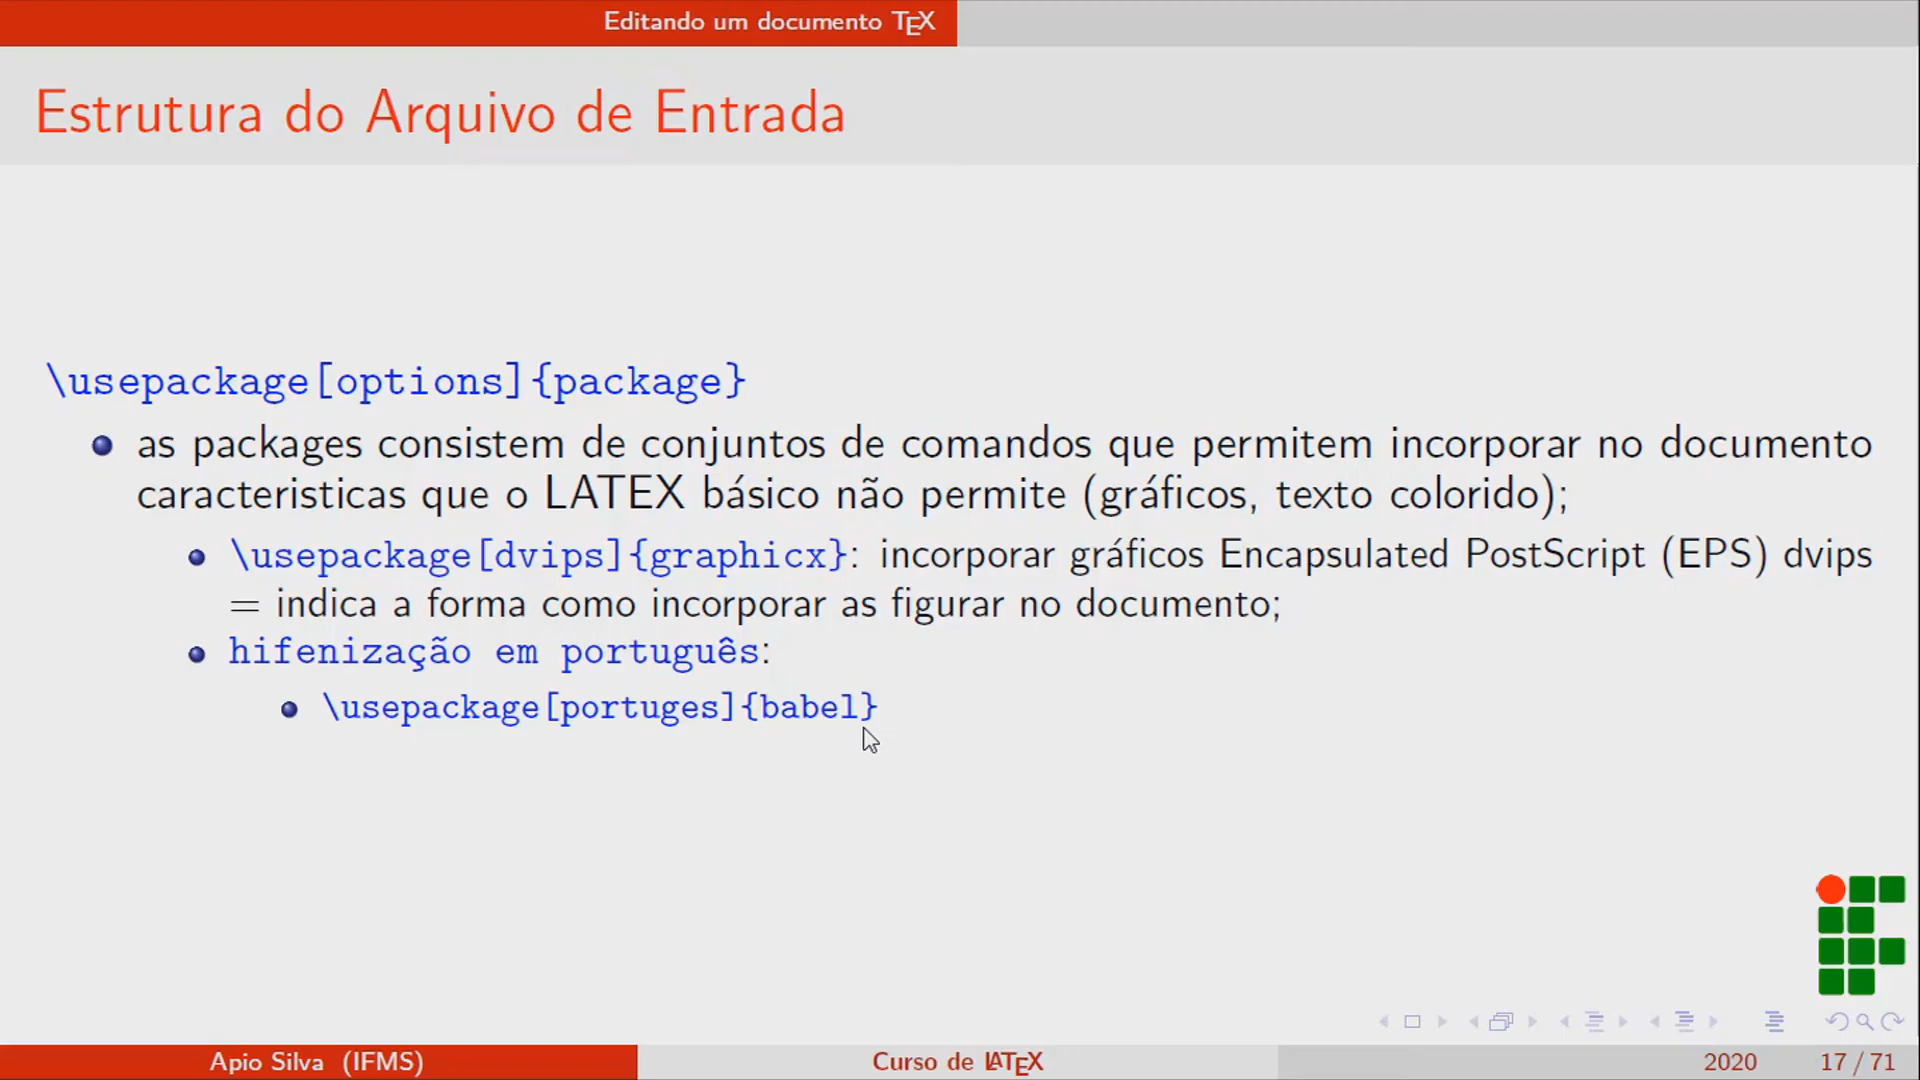 Editando um documento TEX
Estrutura do Arquivo de Entrada
\usepackage[options]{package}
as packages consistem de conjuntos de comandos que permitem incorporar no documento
caracteristicas que o LATEX básico não permite (gráficos, texto colorido);
\usepackage[dvips]{graphicx}: incorporar gráficos Encapsulated PostScript (EPS) dvips
= indica a forma como incorporar as figurar no documento;
hifenização em português:
\usepackage[portuges]{babel}
Apio Silva (IFMS) Curso de LATEX 2020 17 / 71